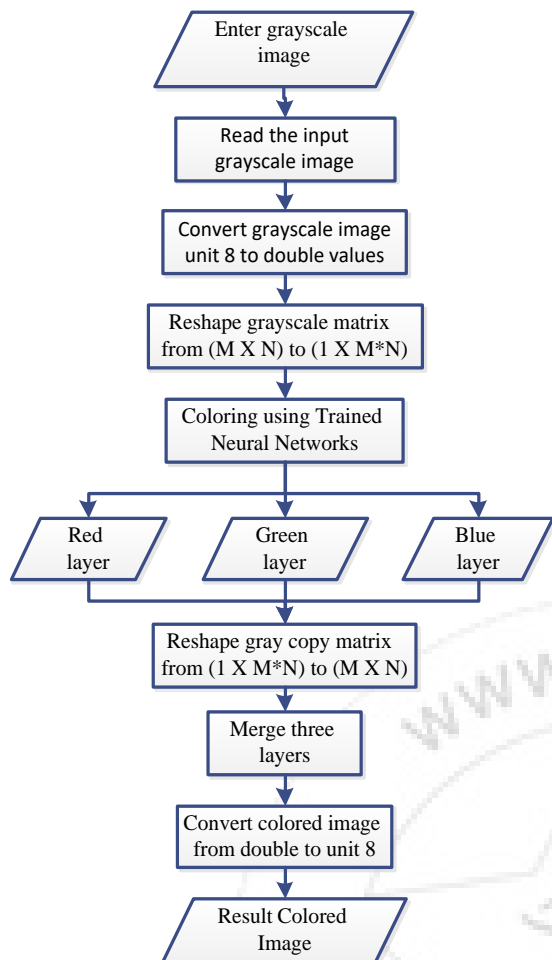 Enter grayscale
image
Read the input
grayscale image
Convert grayscale image
unit 8 to double values
Reshape grayscale matrix
from (M X N) to (1 X M*N)
Coloring using Trained
Neural Networks
Red
layer
Green
layer
Blue
layer
Reshape gray copy matrix
from (1 X M*N) to (M X N)
www
Merge three
layers
Convert colored image
from double to unit 8
Result Colored
Image